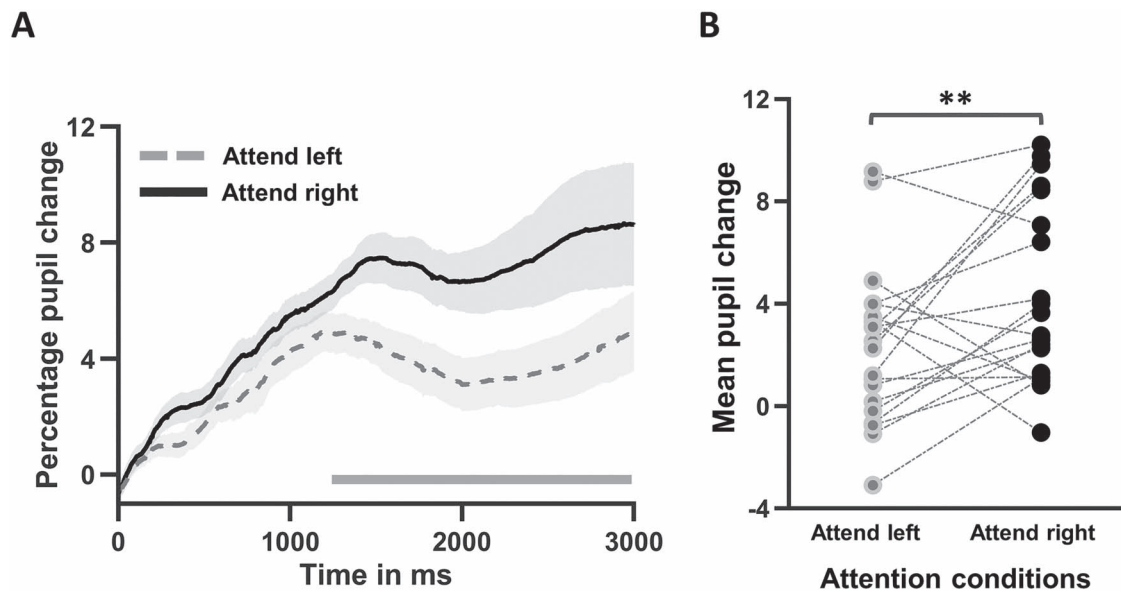 A
Percentage pupil change
12
8
4
0
Attend left
Attend right
0 1000 2000 3000
Time in ms
B
Mean pupil change
12
8
4
0
-4
**
Attend left Attend right
Attention conditions